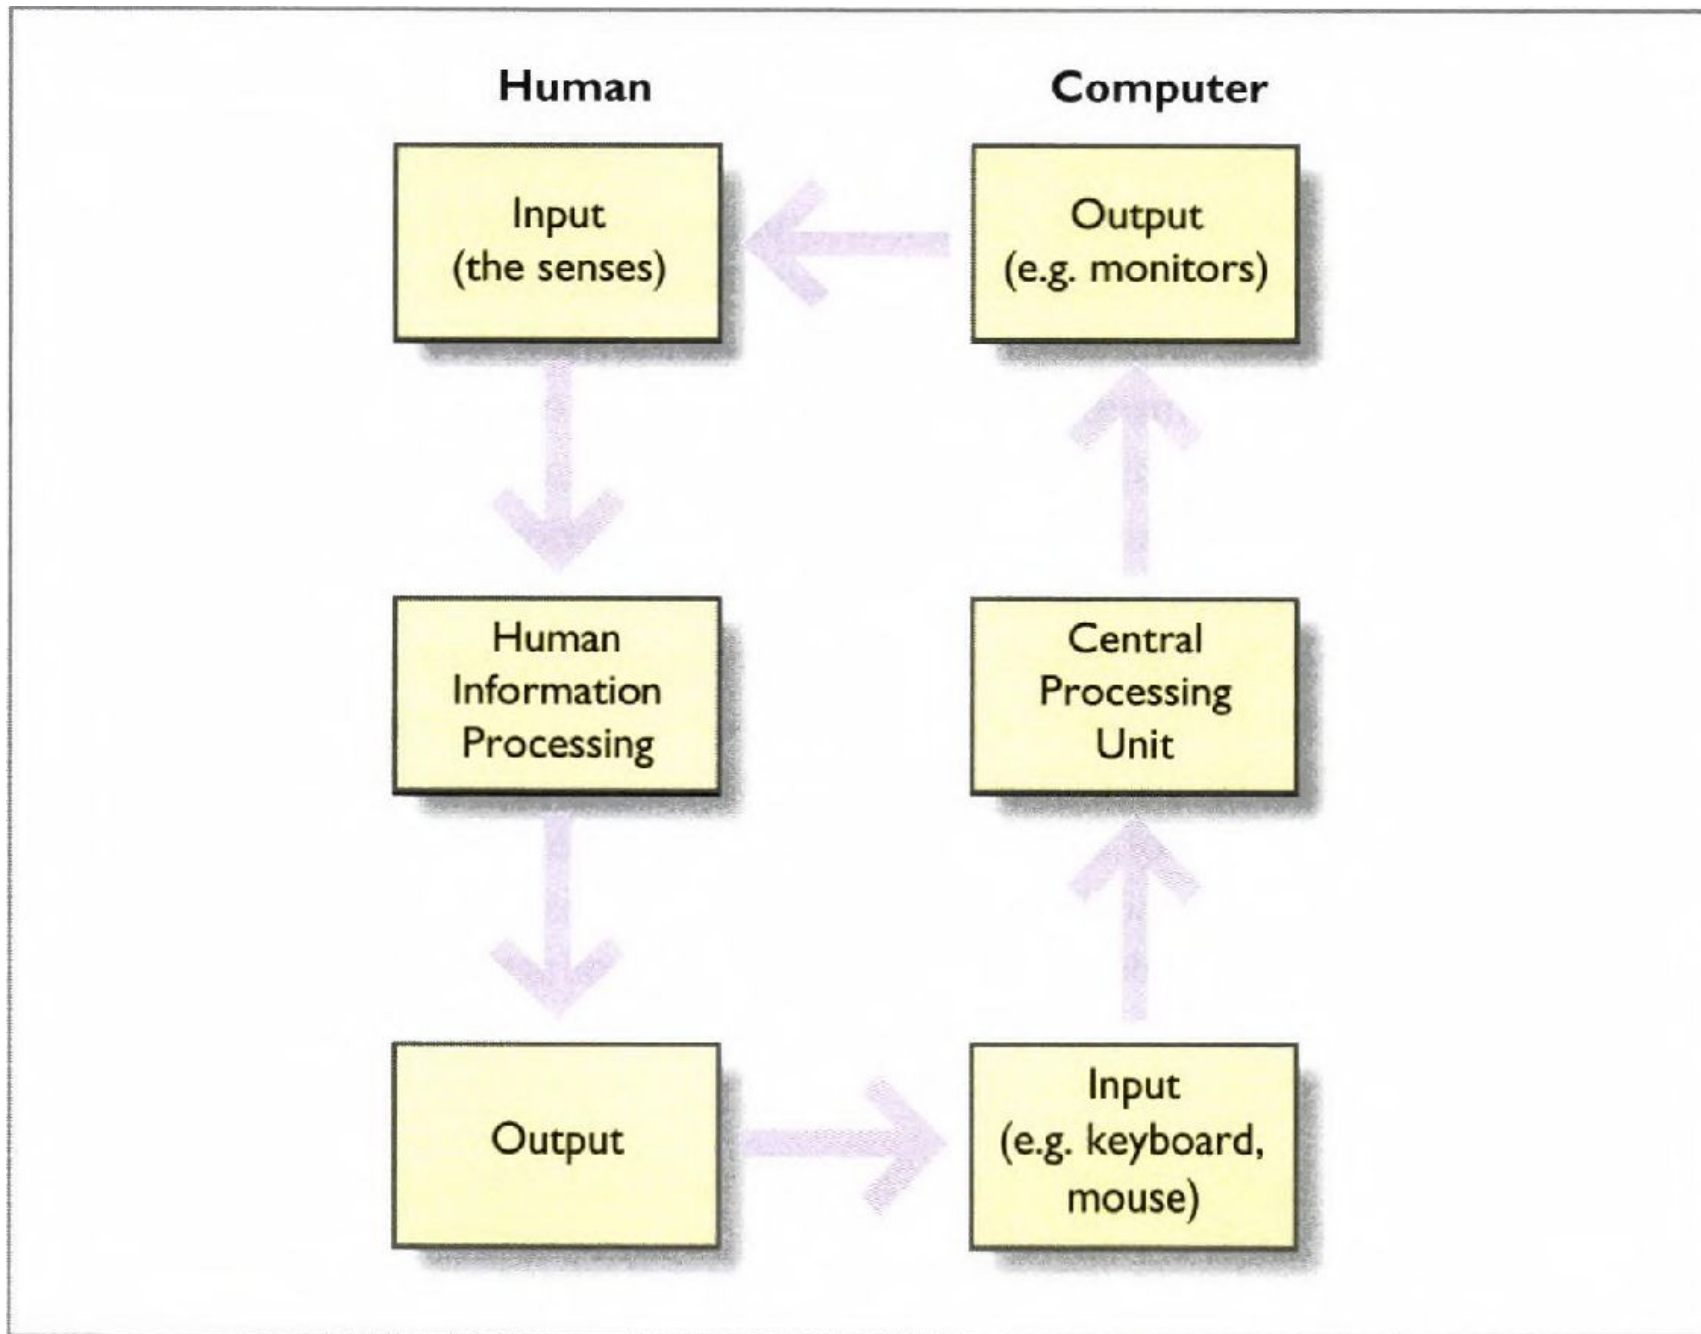 Human
Computer
Input
(the senses)
Output
(e.g. monitors)
Human
Information
Processing
Central
Processing
Unit
Output
Input
(e.g. keyboard,
mouse)